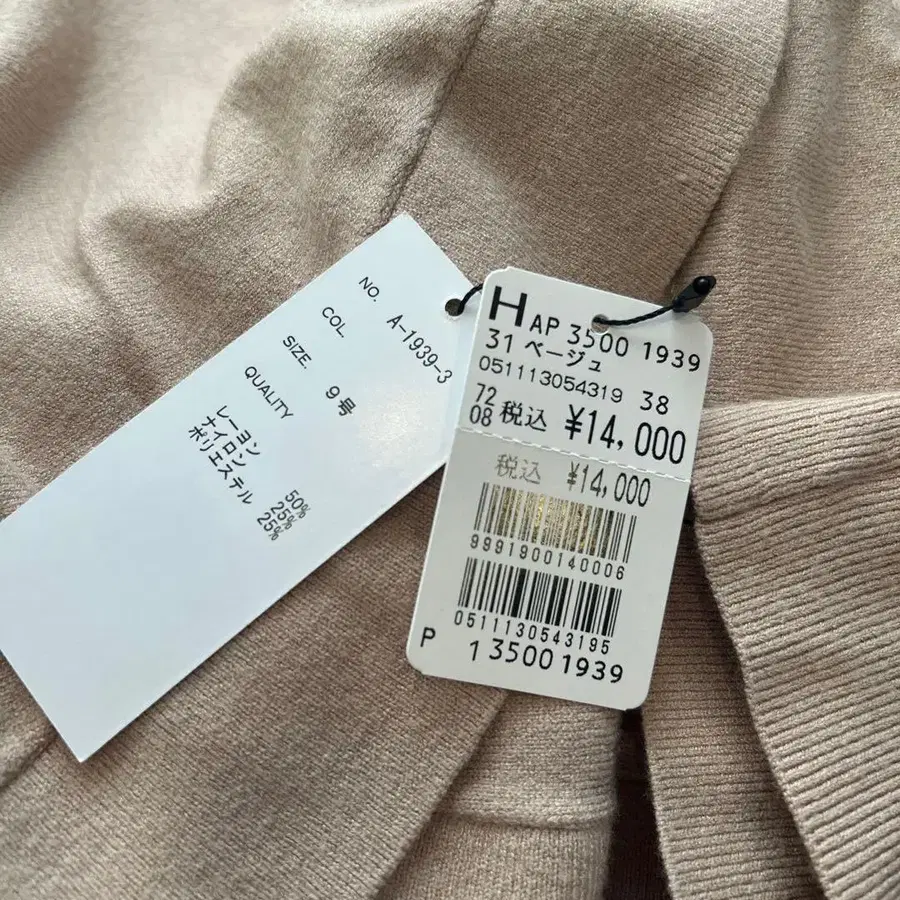 NO. A-1939-3
COL.
SIZE. 9号
QUALITY
レーヨン 50%
ナイロン 25%
ポリエステル 25%
H AP 3500 1939
31 ベージュ
051113054319 38
72
08 税込 ¥14,000
税込 ¥14,000
9991900140006
0511130543195
P 1 3500 1939